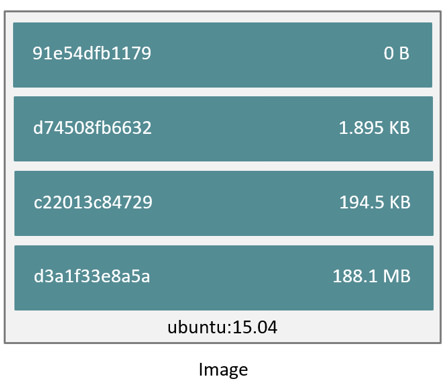 91e54dfb1179 0 B
d74508fb6632 1.895 KB
c22013c84729 194.5 KB
d3a1f33e8a5a 188.1 MB
ubuntu:15.04
Image